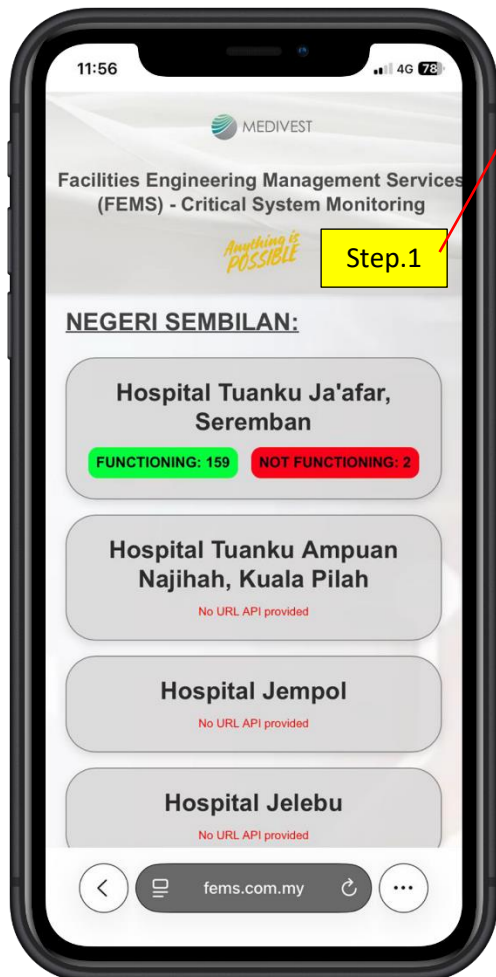 11:56
4G 78
MEDIVEST
Facilities Engineering Management Services
(FEMS) - Critical System Monitoring
Anything is
POSSIBLE
Step.1
NEGERI SEMBILAN:
Hospital Tuanku Ja'afar,
Seremban
FUNCTIONING: 159 NOT FUNCTIONING: 2
Hospital Tuanku Ampuan
Najihah, Kuala Pilah
No URL API provided
Hospital Jempol
No URL API provided
Hospital Jelebu
No URL API provided
fems.com.my